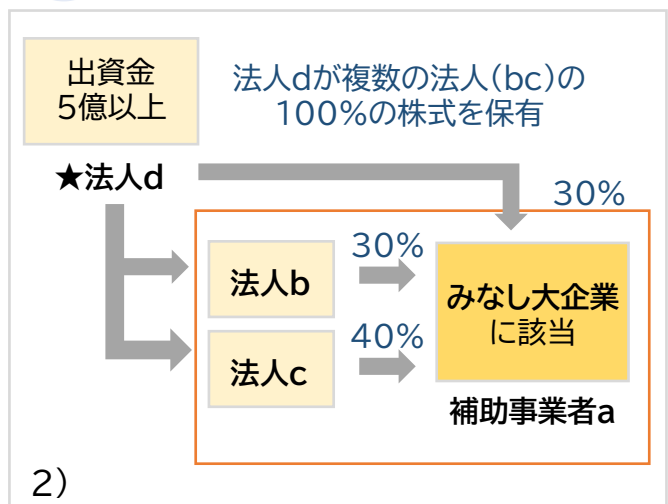 出資金
5億以上
法人dが複数の法人(bc)の
100%の株式を保有
★法人d
30%
法人b
30%
法人c
40%
みなし大企業
に該当
補助事業者a
2)